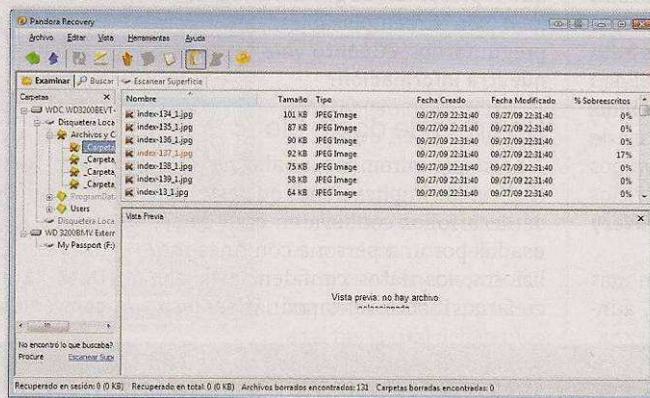 Pandora Recovery
Archivo Editar Vista Herramientas Ayuda
Examinar Buscar Escanear Superficie
Carpetas X
WDC WD3200BEVT-
Disquetera Loca
Archivos y C
_Carpeta
_Carpeta
_Carpeta
_Carpeta
ProgramDat
Users
Disquetera Loca
WD 3200BMV Extern
My Passport (F:)
No encontró lo que buscaba?
Procure Escanear Supe
Nombre Tamaño Tipo Fecha Creado Fecha Modificado % Sobreescritos
index-134_1.jpg 101 KB JPEG Image 09/27/09 22:31:40 09/27/09 22:31:40 0%
index-135_1.jpg 87 KB JPEG Image 09/27/09 22:31:40 09/27/09 22:31:40 0%
index-136_1.jpg 90 KB JPEG Image 09/27/09 22:31:40 09/27/09 22:31:40 0%
index-137_1.jpg 92 KB JPEG Image 09/27/09 22:31:40 09/27/09 22:31:40 17%
index-138_1.jpg 75 KB JPEG Image 09/27/09 22:31:40 09/27/09 22:31:40 0%
index-139_1.jpg 58 KB JPEG Image 09/27/09 22:31:40 09/27/09 22:31:40 0%
index-13_1.jpg 64 KB JPEG Image 09/27/09 22:31:40 09/27/09 22:31:40 0%
Vista Previa X
Vista previa: no hay archivo
seleccionado
Recuperado en sesión: 0 (0 KB) Recuperado en total: 0 (0 KB) Archivos borrados encontrados: 131 Carpetas borradas encontradas: 0